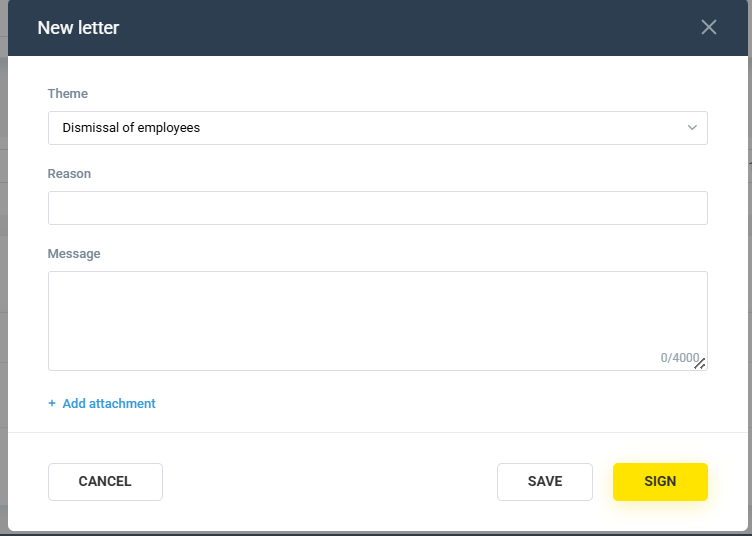 New letter
Theme
Dismissal of employees
Reason
Message
0/4000
+ Add attachment
CANCEL
SAVE
SIGN